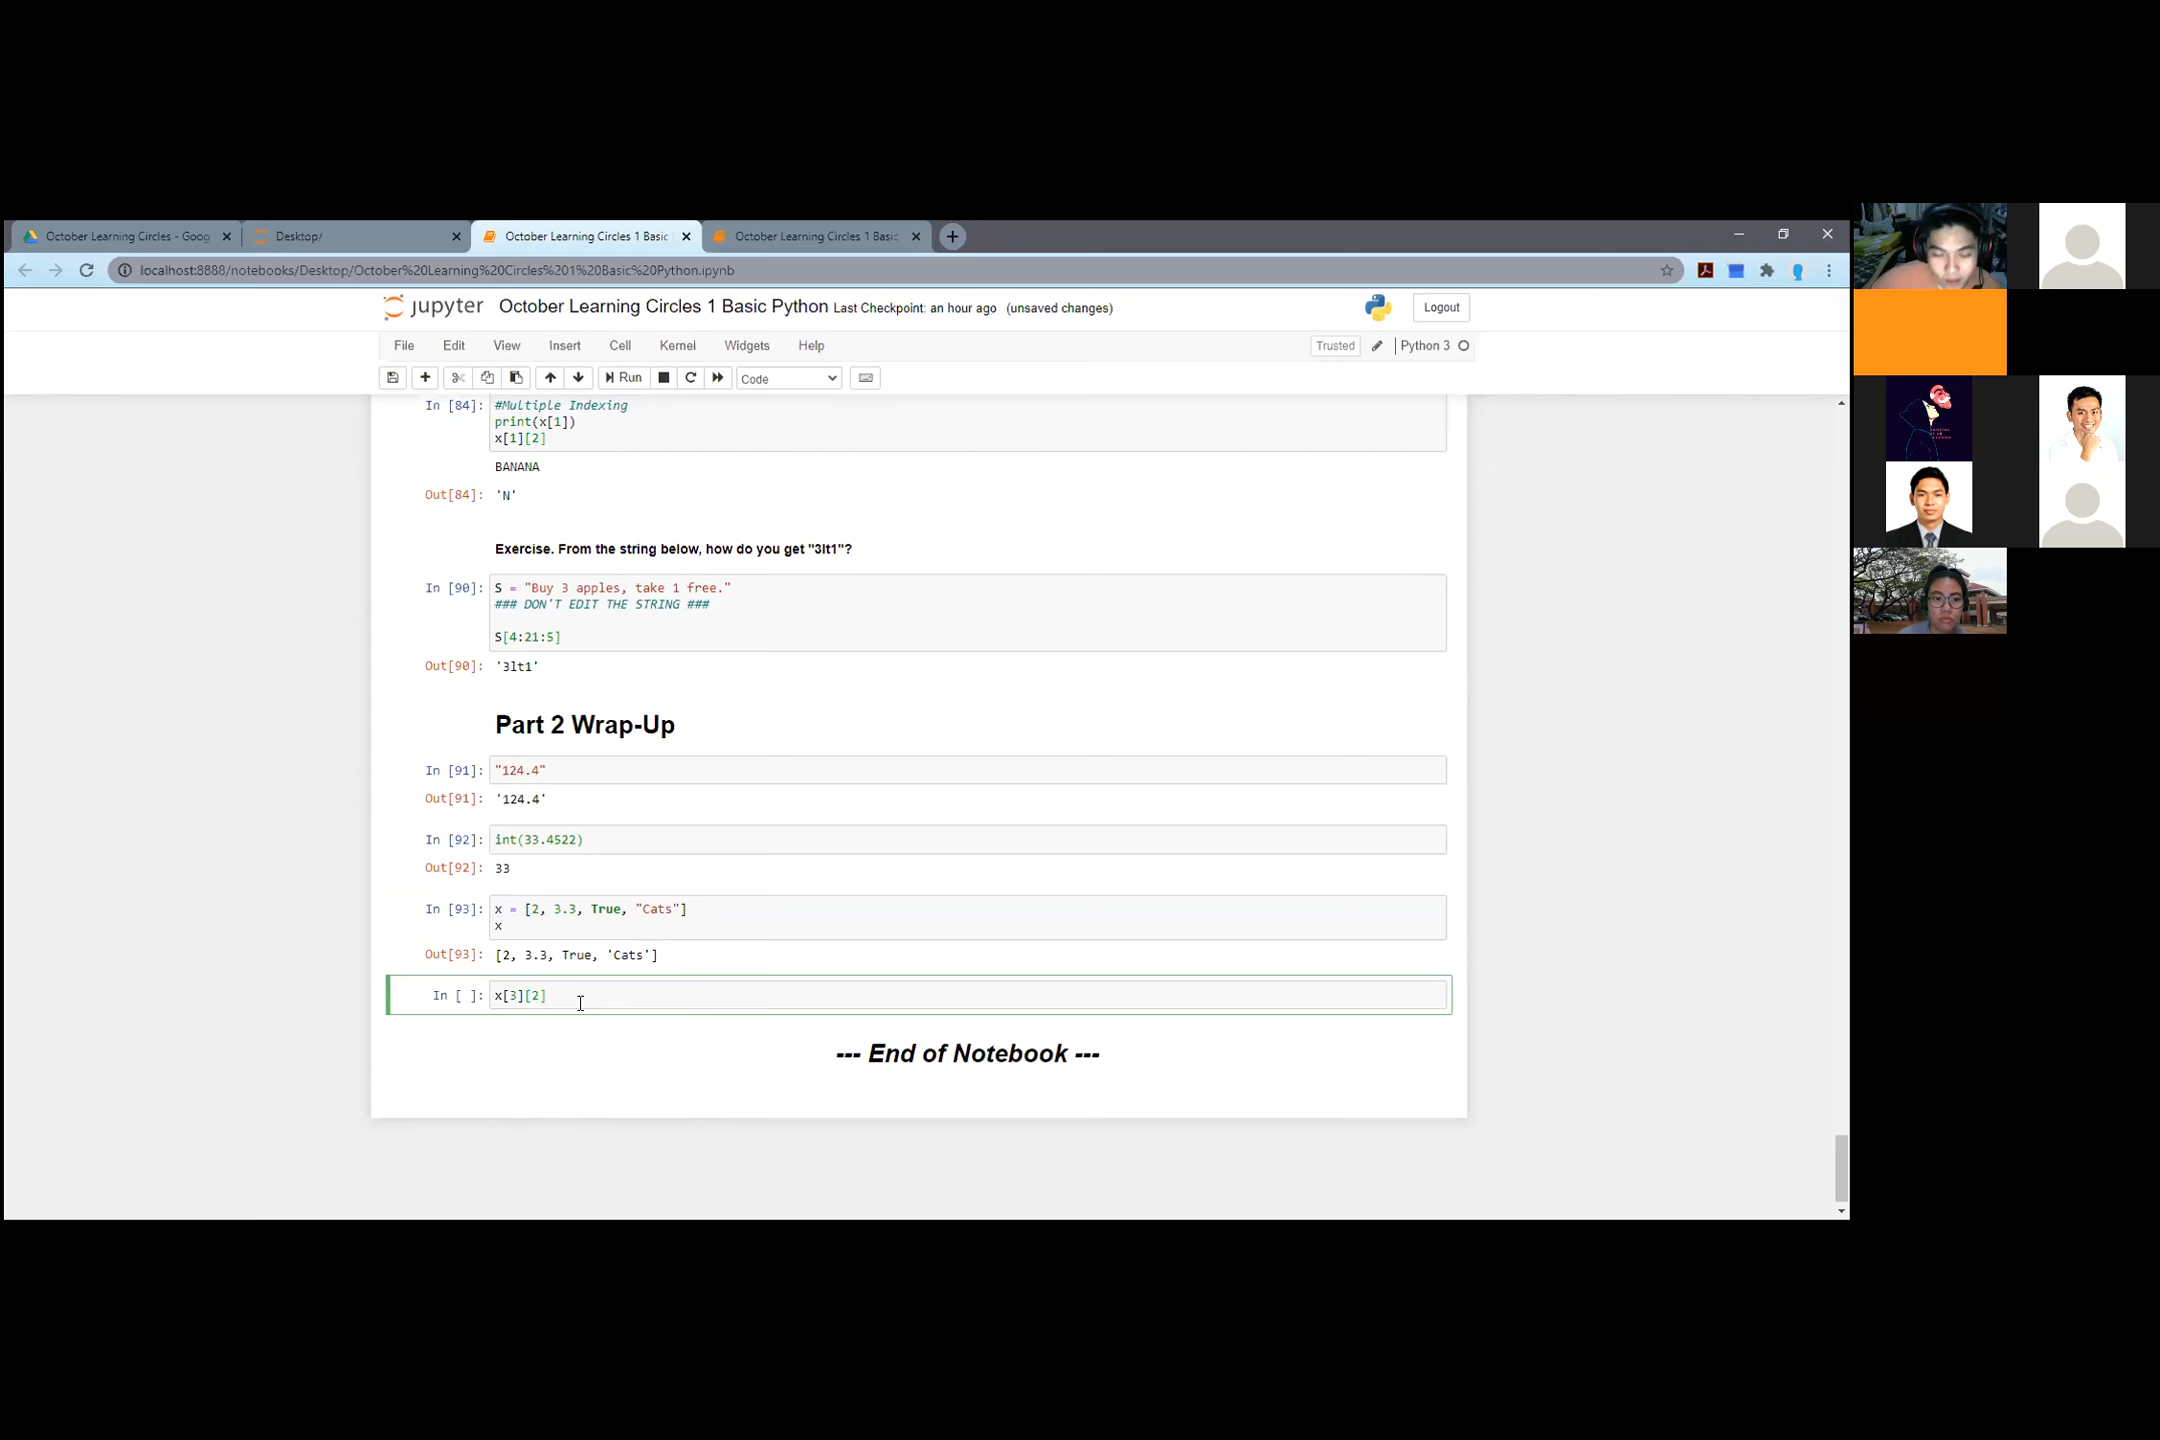 October Learning Circles - Goog
Desktop/
October Learning Circles 1 Basic
October Learning Circles 1 Basic
localhost:8888/notebooks/Desktop/October%20Learning%20Circles%201%20Basic%20Python.ipynb
jupyter October Learning Circles 1 Basic Python Last Checkpoint: an hour ago (unsaved changes) Logout
File Edit View Insert Cell Kernel Widgets Help Trusted Python 3
Run Code
In [84]: #Multiple Indexing
print(x[1])
x[1][2]
BANANA
Out[84]: 'N'
Exercise. From the string below, how do you get "3lt1"?
In [90]: S = "Buy 3 apples, take 1 free."
### DON'T EDIT THE STRING ###
S[4:21:5]
Out[90]: '3lt1'
Part 2 Wrap-Up
In [91]: "124.4"
Out[91]: '124.4'
In [92]: int(33.4522)
Out[92]: 33
In [93]: x = [2, 3.3, True, "Cats"]
x
Out[93]: [2, 3.3, True, 'Cats']
In [ ]: x[3][2]
--- End of Notebook ---